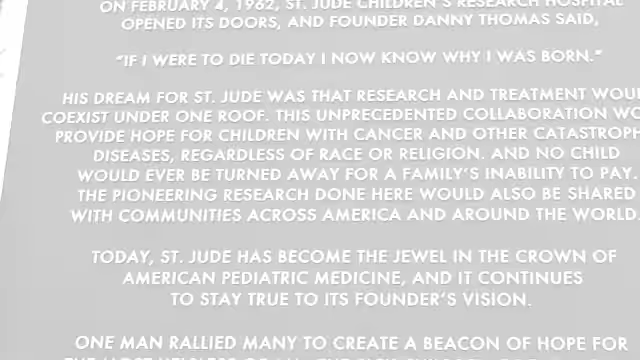 ON FEBRUARY 4, 1962, ST. JUDE CHILDREN'S RESEARCH HOSPITAL
OPENED ITS DOORS, AND FOUNDER DANNY THOMAS SAID,
"IF I WERE TO DIE TODAY I NOW KNOW WHY I WAS BORN."
HIS DREAM FOR ST. JUDE WAS THAT RESEARCH AND TREATMENT WOU
COEXIST UNDER ONE ROOF. THIS UNPRECEDENTED COLLABORATION WO
PROVIDE HOPE FOR CHILDREN WITH CANCER AND OTHER CATASTROPH
DISEASES, REGARDLESS OF RACE OR RELIGION. AND NO CHILD
WOULD EVER BE TURNED AWAY FOR A FAMILY'S INABILITY TO PAY.
THE PIONEERING RESEARCH DONE HERE WOULD ALSO BE SHARED
WITH COMMUNITIES ACROSS AMERICA AND AROUND THE WORLD.
TODAY, ST. JUDE HAS BECOME THE JEWEL IN THE CROWN OF
AMERICAN PEDIATRIC MEDICINE, AND IT CONTINUES
TO STAY TRUE TO ITS FOUNDER'S VISION.
ONE MAN RALLIED MANY TO CREATE A BEACON OF HOPE FOR